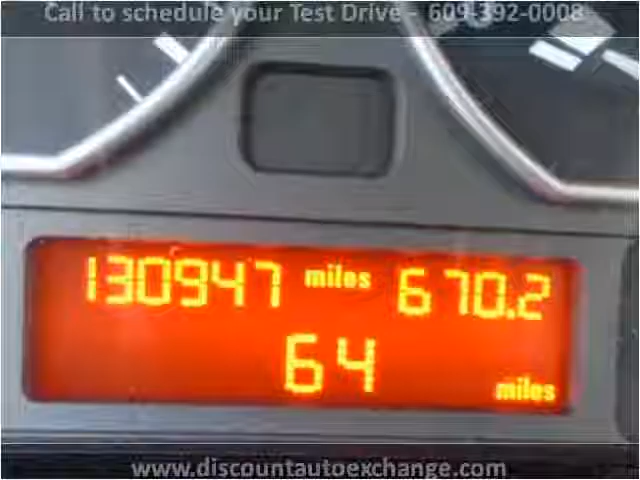 Call to schedule your Test Drive - 609-392-0008
130947 miles 670.2
64
miles
www.discountautoexchange.com